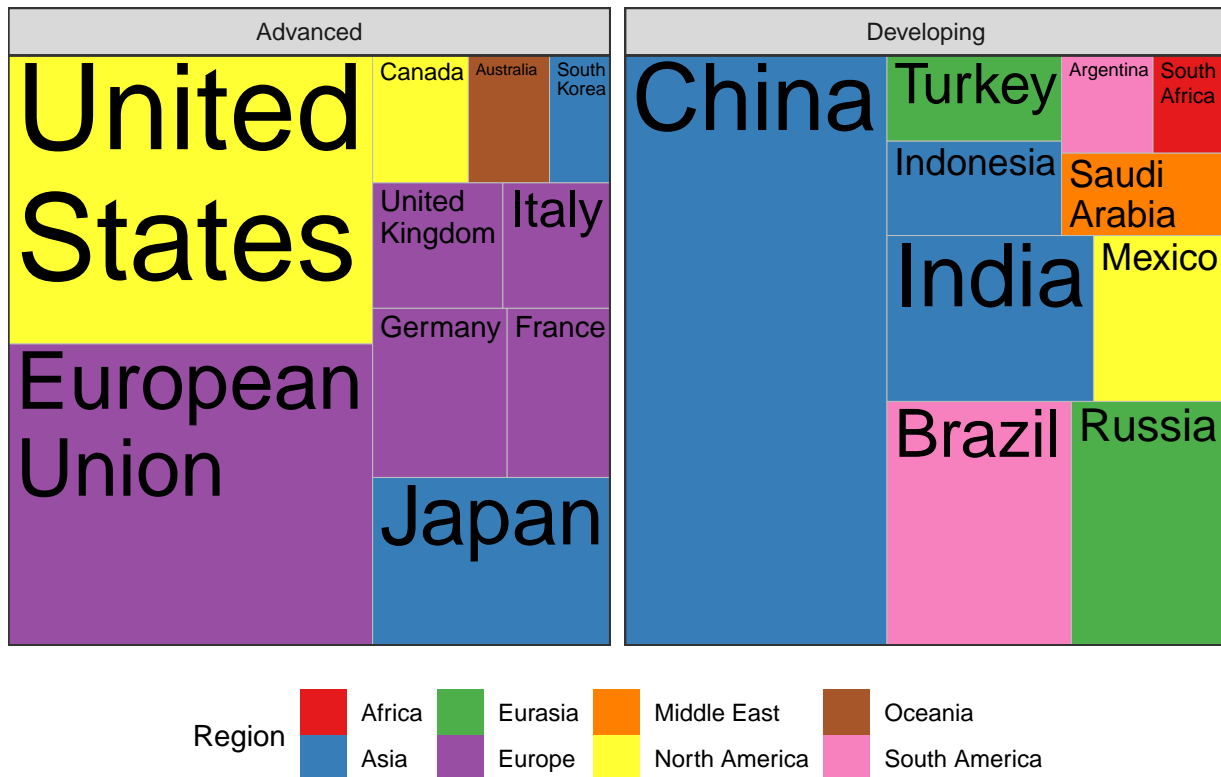 Advanced
Developing
United
States
Canada
Australia
South
Korea
United
Kingdom
Italy
Germany
France
European
Union
Japan
China
Turkey
Argentina
South
Africa
Indonesia
Saudi
Arabia
India
Mexico
Brazil
Russia
Region
Africa
Eurasia
Middle East
Oceania
Asia
Europe
North America
South America